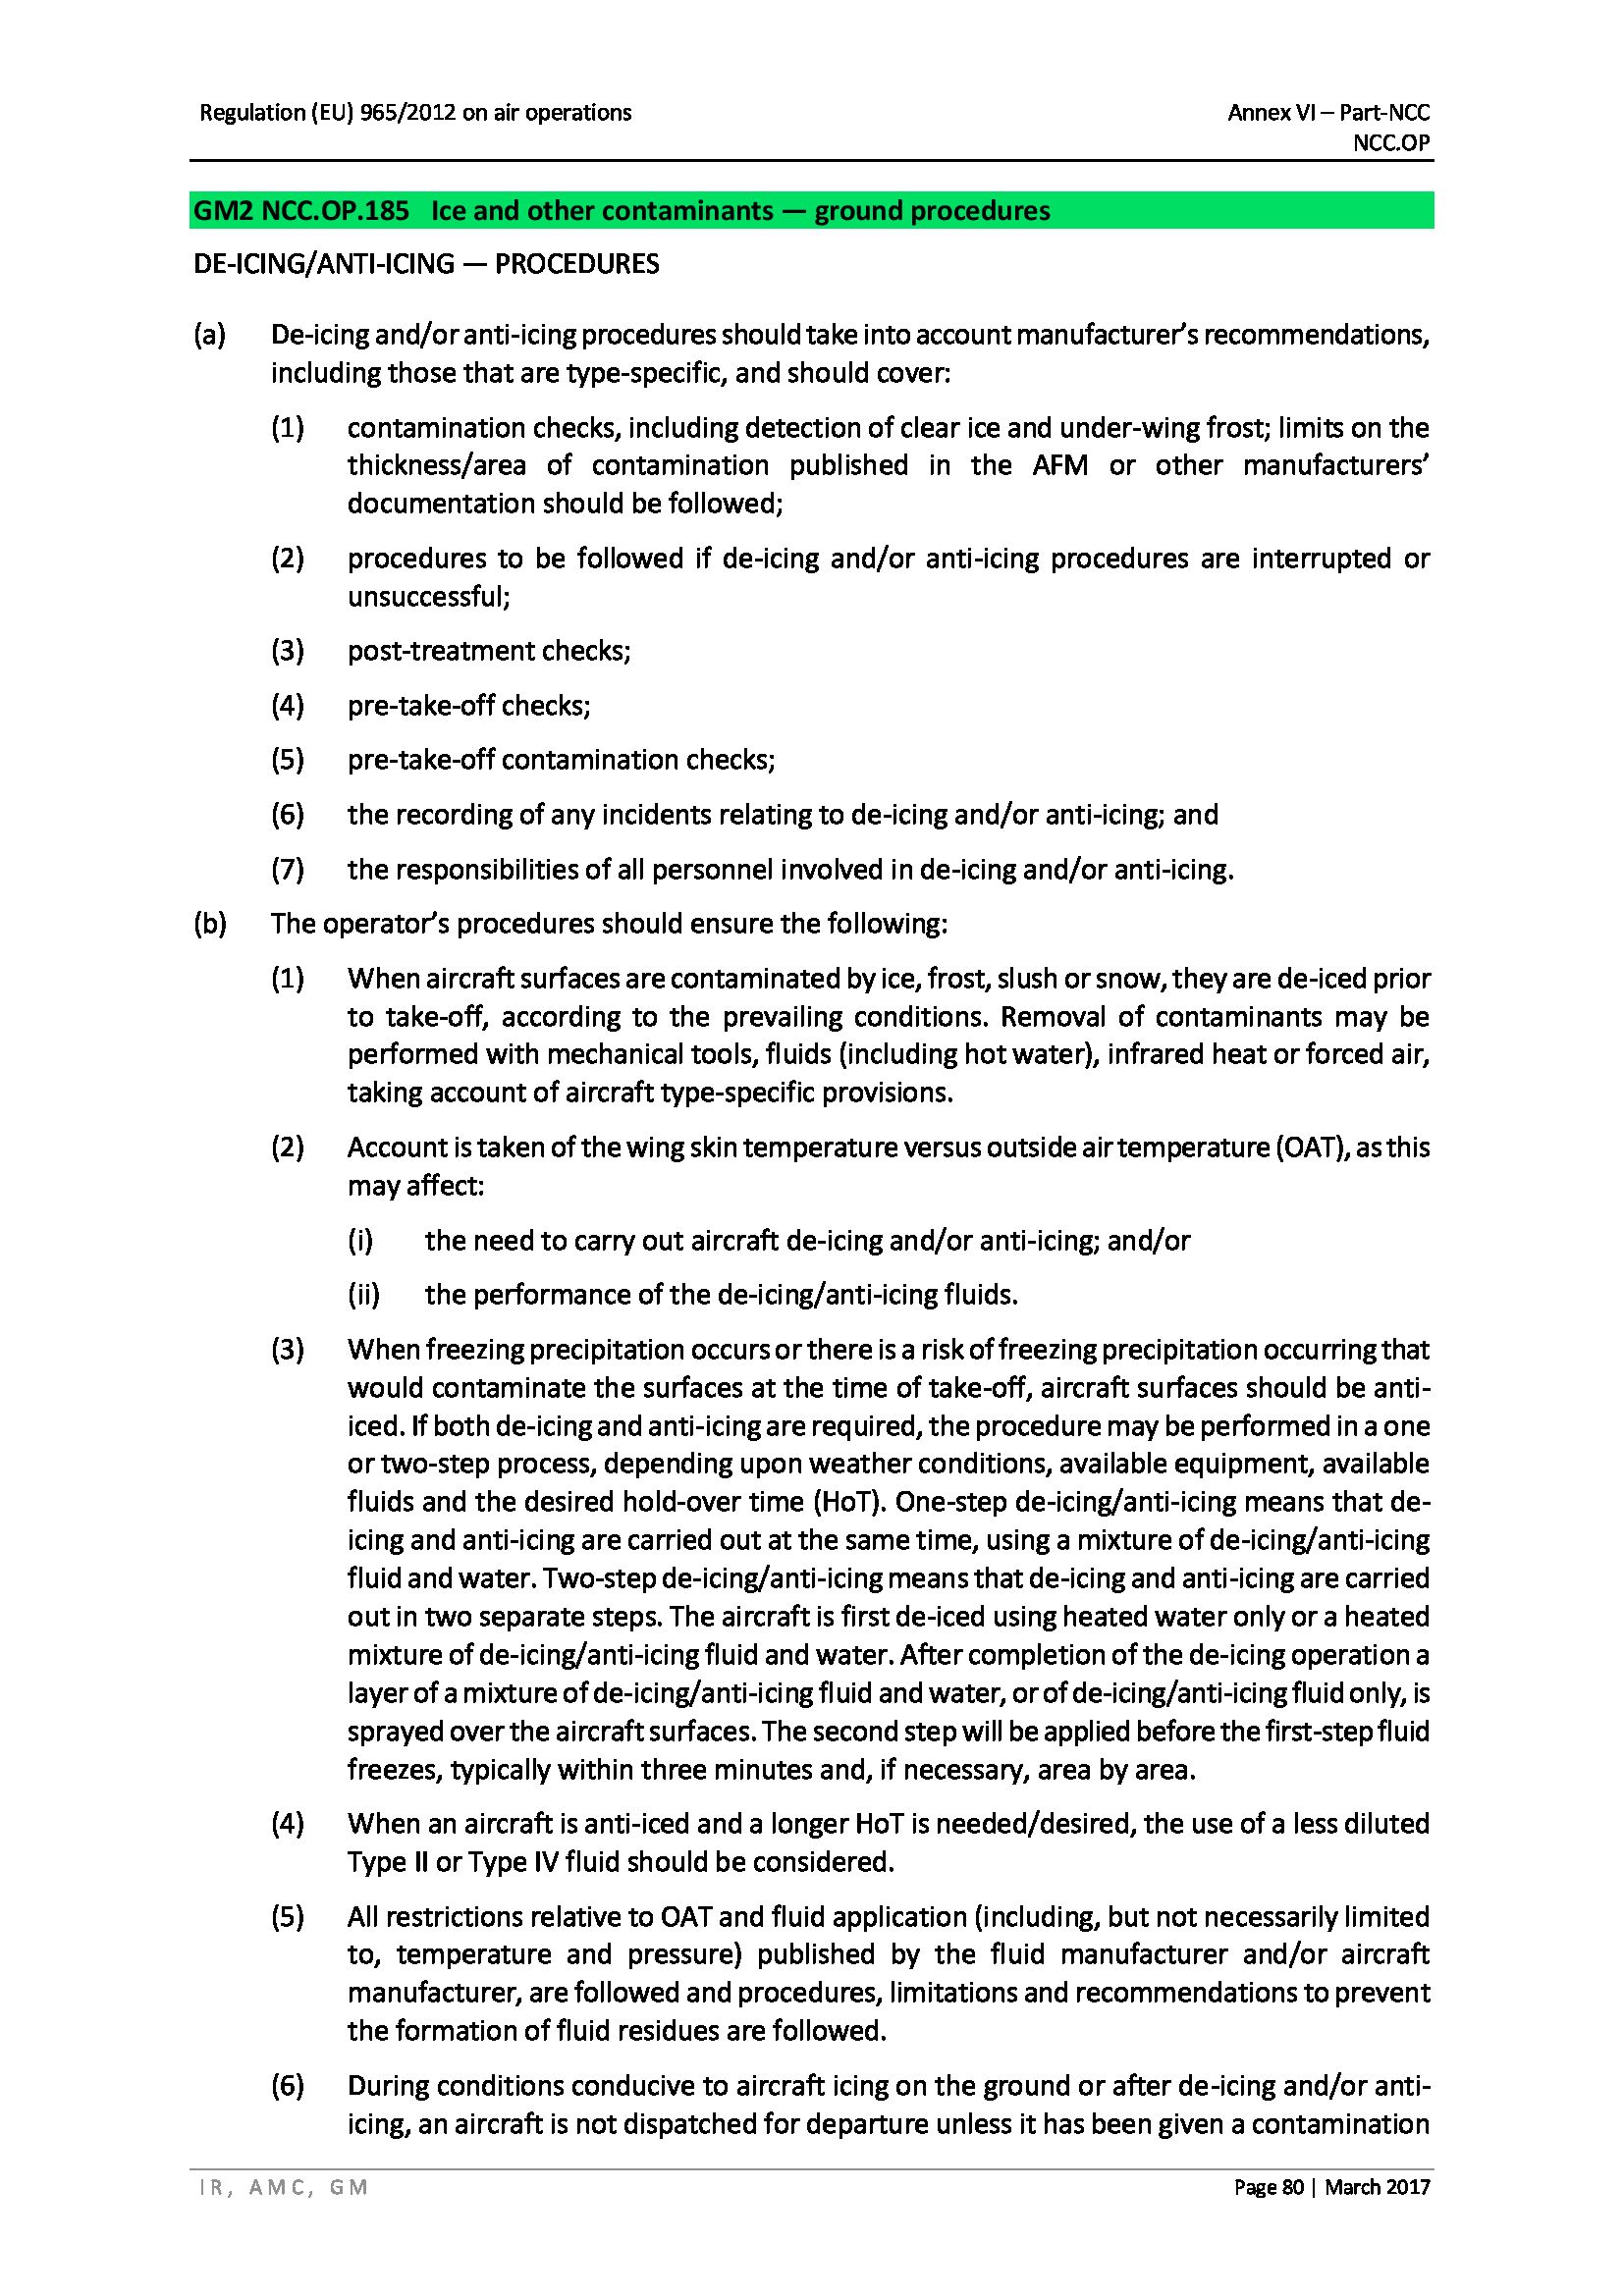 Regulation (EU) 965/2012 on air operations
Annex VI – Part-NCC
NCC.OP
GM2 NCC.OP.185 Ice and other contaminants — ground procedures
DE-ICING/ANTI-ICING — PROCEDURES
(a) De-icing and/or anti-icing procedures should take into account manufacturer’s recommendations,
including those that are type-specific, and should cover:
(1) contamination checks, including detection of clear ice and under-wing frost; limits on the
thickness/area of contamination published in the AFM or other manufacturers’
documentation should be followed;
(2) procedures to be followed if de-icing and/or anti-icing procedures are interrupted or
unsuccessful;
(3) post-treatment checks;
(4) pre-take-off checks;
(5) pre-take-off contamination checks;
(6) the recording of any incidents relating to de-icing and/or anti-icing; and
(7) the responsibilities of all personnel involved in de-icing and/or anti-icing.
(b) The operator’s procedures should ensure the following:
(1) When aircraft surfaces are contaminated by ice, frost, slush or snow, they are de-iced prior
to take-off, according to the prevailing conditions. Removal of contaminants may be
performed with mechanical tools, fluids (including hot water), infrared heat or forced air,
taking account of aircraft type-specific provisions.
(2) Account is taken of the wing skin temperature versus outside air temperature (OAT), as this
may affect:
(i) the need to carry out aircraft de-icing and/or anti-icing; and/or
(ii) the performance of the de-icing/anti-icing fluids.
(3) When freezing precipitation occurs or there is a risk of freezing precipitation occurring that
would contaminate the surfaces at the time of take-off, aircraft surfaces should be anti-
iced. If both de-icing and anti-icing are required, the procedure may be performed in a one
or two-step process, depending upon weather conditions, available equipment, available
fluids and the desired hold-over time (HoT). One-step de-icing/anti-icing means that de-
icing and anti-icing are carried out at the same time, using a mixture of de-icing/anti-icing
fluid and water. Two-step de-icing/anti-icing means that de-icing and anti-icing are carried
out in two separate steps. The aircraft is first de-iced using heated water only or a heated
mixture of de-icing/anti-icing fluid and water. After completion of the de-icing operation a
layer of a mixture of de-icing/anti-icing fluid and water, or of de-icing/anti-icing fluid only, is
sprayed over the aircraft surfaces. The second step will be applied before the first-step fluid
freezes, typically within three minutes and, if necessary, area by area.
(4) When an aircraft is anti-iced and a longer HoT is needed/desired, the use of a less diluted
Type II or Type IV fluid should be considered.
(5) All restrictions relative to OAT and fluid application (including, but not necessarily limited
to, temperature and pressure) published by the fluid manufacturer and/or aircraft
manufacturer, are followed and procedures, limitations and recommendations to prevent
the formation of fluid residues are followed.
(6) During conditions conducive to aircraft icing on the ground or after de-icing and/or anti-
icing, an aircraft is not dispatched for departure unless it has been given a contamination
IR, AMC, GM
Page 80 | March 2017